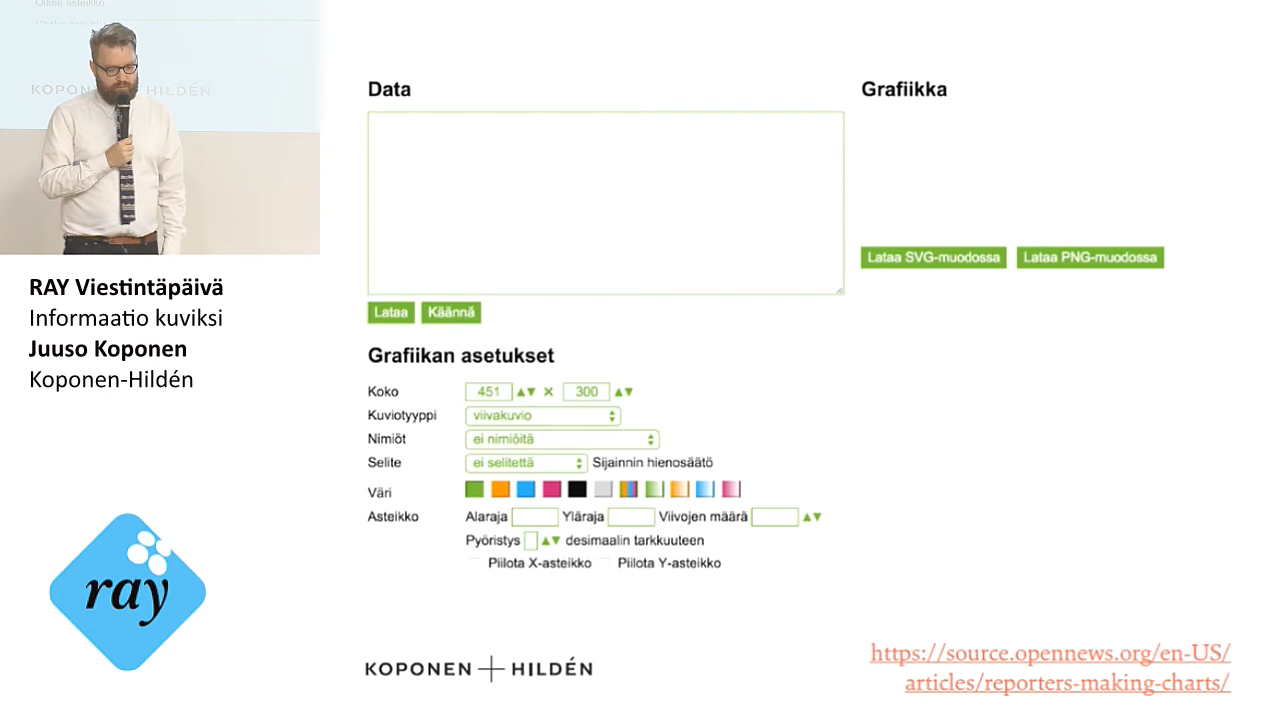 Oikea asteikko
KOPON HILDÉN
RAY Viestintäpäivä
Informaatio kuviksi
Juuso Koponen
Koponen-Hildén
ray
Data
Grafiikka
Lataa SVG-muodossa Lataa PNG-muodossa
Lataa Käännä
Grafiikan asetukset
Koko 451 × 300
Kuviotyyppi viivakuvio
Nimiöt ei nimiöitä
Selite ei selitettä Sijainnin hienosäätö
Väri
Asteikko Alaraja Yläraja Viivojen määrä
Pyöristys desimaalin tarkkuuteen
Piilota X-asteikko Piilota Y-asteikko
KOPONEN + HILDÉN
https://source.opennews.org/en-US/
articles/reporters-making-charts/